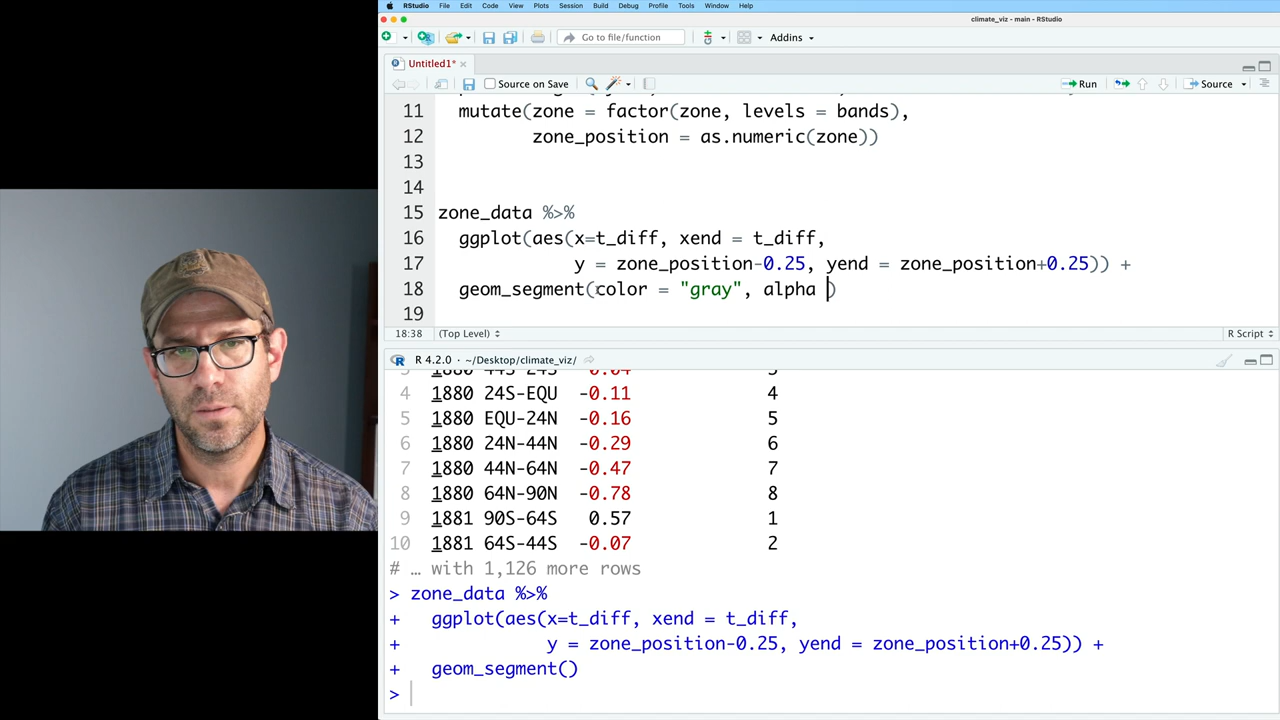 RStudio File Edit Code View Plots Session Build Debug Profile Tools Window Help
climate_viz - main - RStudio
Go to file/function Addins
Untitled1*
Source on Save Run Source
11 mutate(zone = factor(zone, levels = bands),
12 zone_position = as.numeric(zone))
13
14
15 zone_data %>%
16 ggplot(aes(x=t_diff, xend = t_diff,
17 y = zone_position-0.25, yend = zone_position+0.25)) +
18 geom_segment(color = "gray", alpha )
19
18:38 (Top Level) R Script
R 4.2.0 · ~/Desktop/climate_viz/
4 1880 24S-EQU -0.11 4
5 1880 EQU-24N -0.16 5
6 1880 24N-44N -0.29 6
7 1880 44N-64N -0.47 7
8 1880 64N-90N -0.78 8
9 1881 90S-64S 0.57 1
10 1881 64S-44S -0.07 2
# … with 1,126 more rows
> zone_data %>%
+ ggplot(aes(x=t_diff, xend = t_diff,
+ y = zone_position-0.25, yend = zone_position+0.25)) +
+ geom_segment()
>